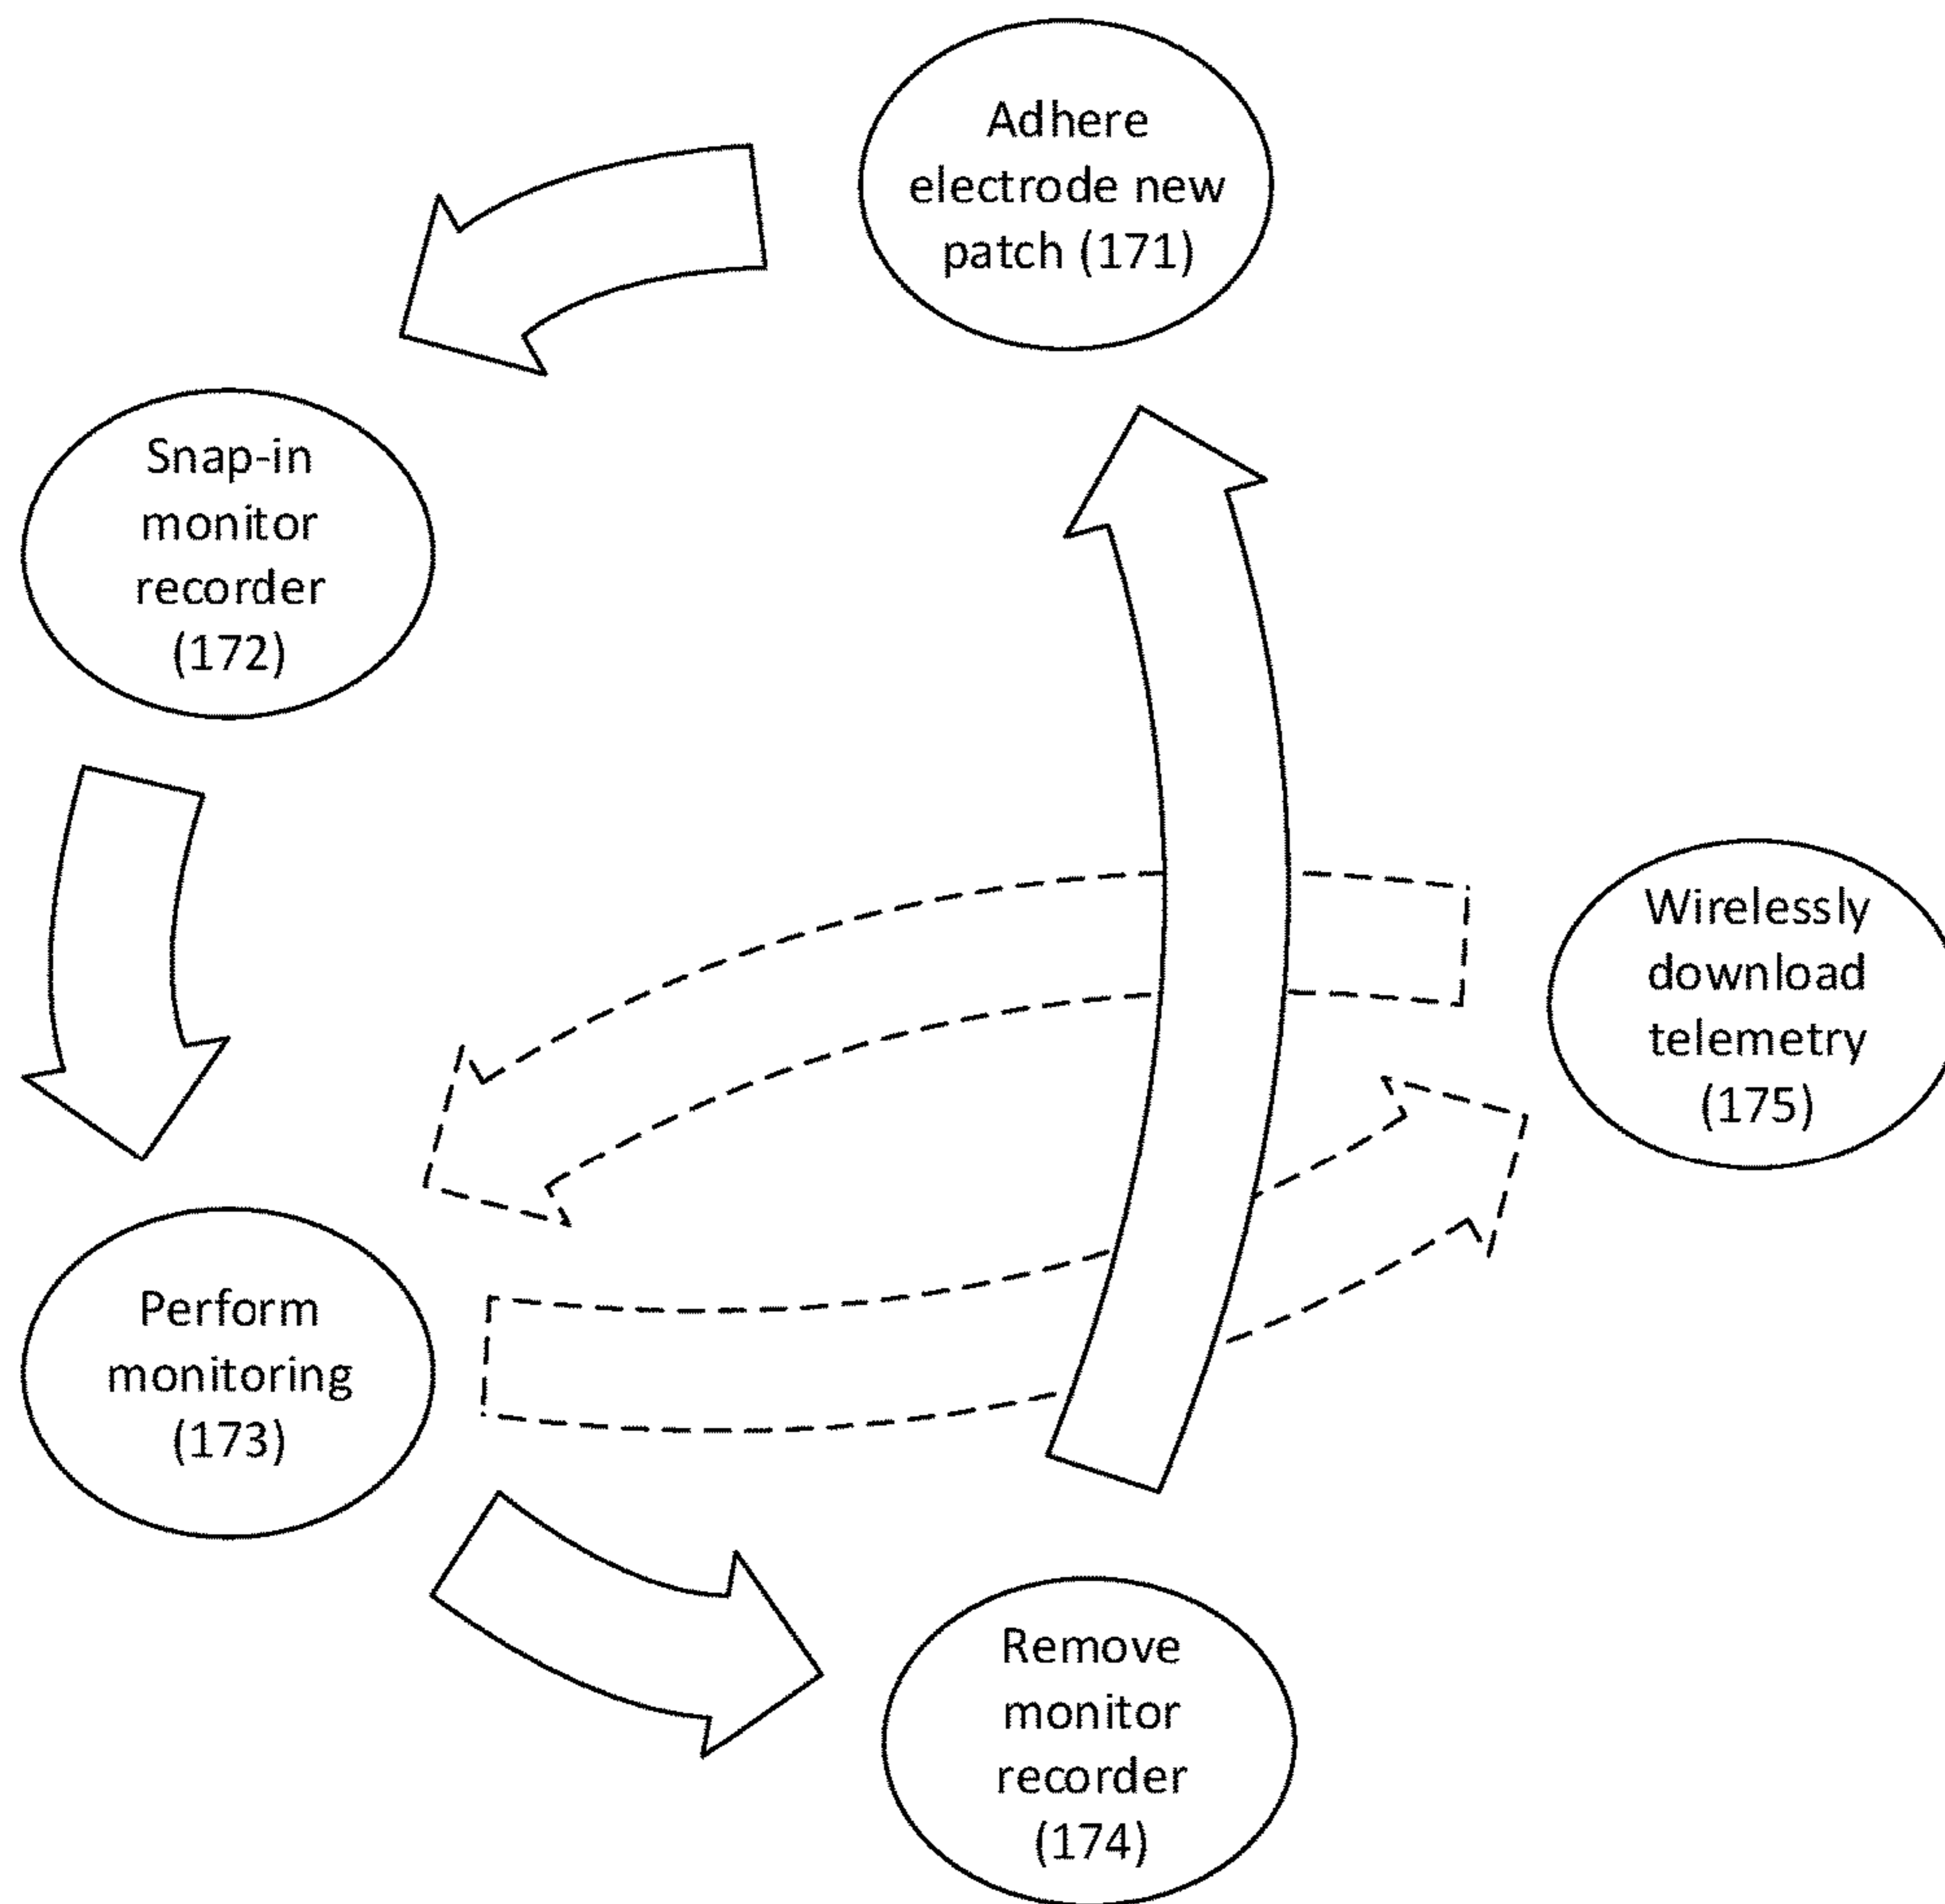 Adhere
electrode new
patch (171)
Snap-in
monitor
recorder
(172)
Wirelessly
download
telemetry
(175)
Perform
monitoring
(173)
Remove
monitor
recorder
(174)